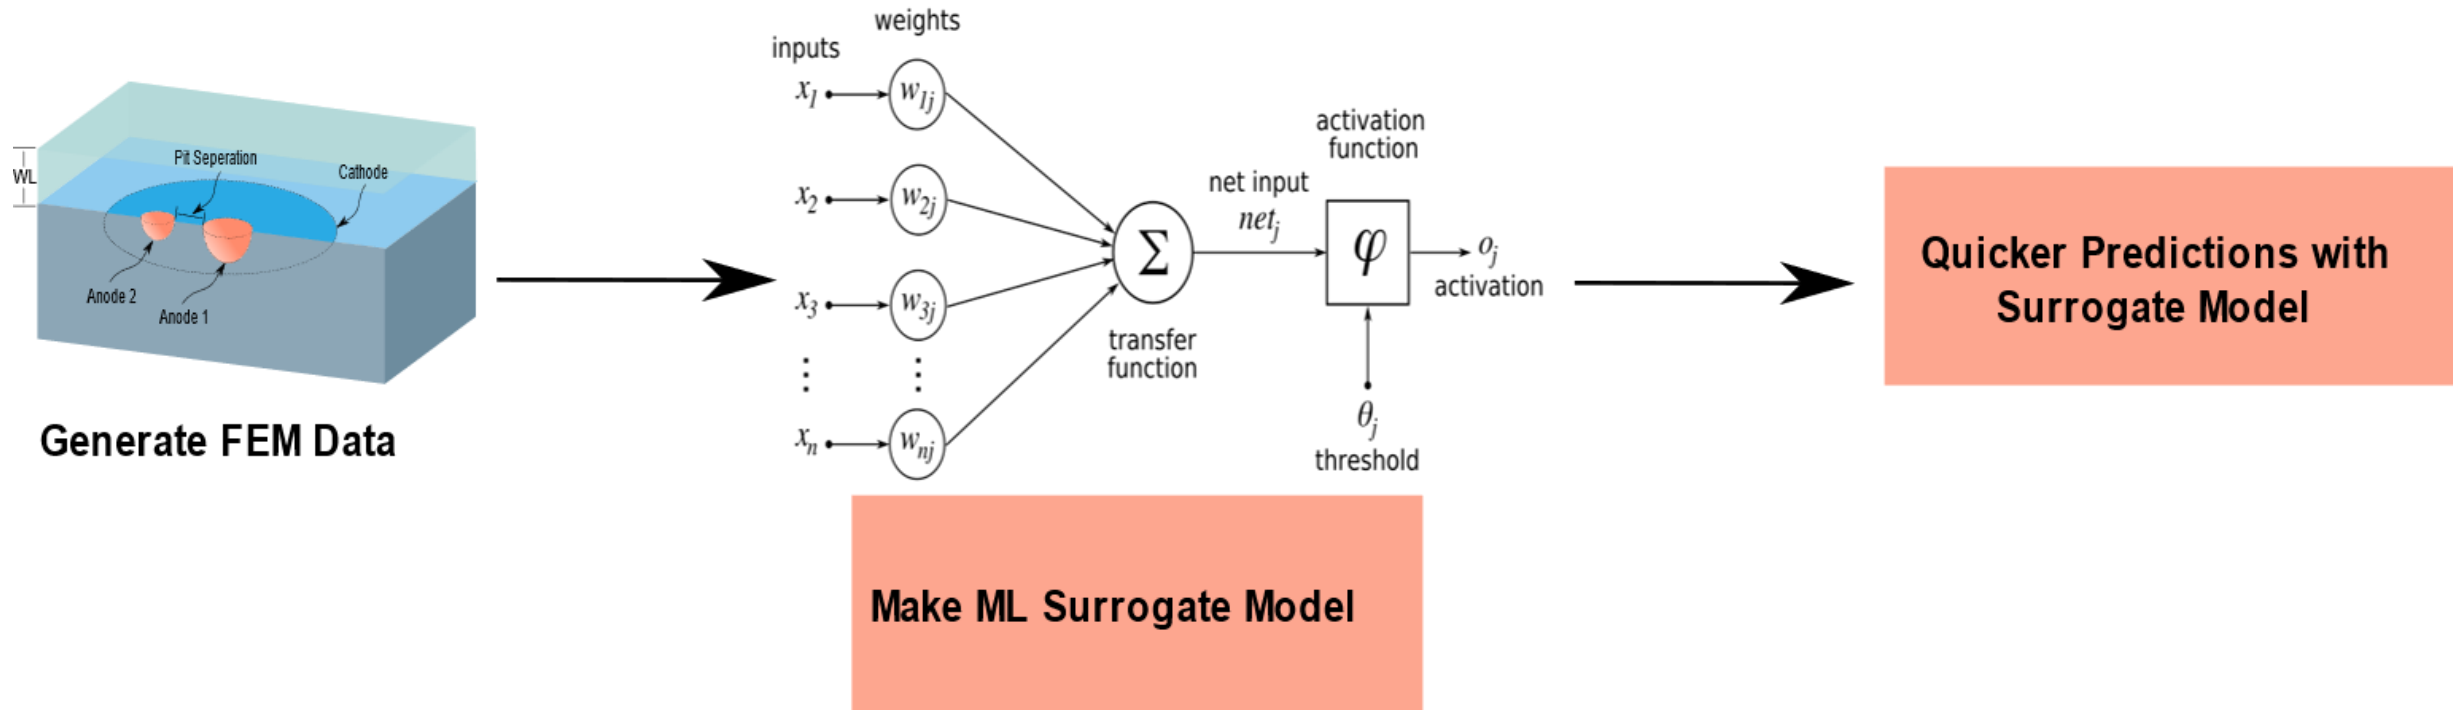 WL
Pit Seperation
Cathode
Anode 2
Anode 1
Generate FEM Data
weights
inputs
x1
w1j
x2
w2j
x3
w3j
⋮ ⋮
xn
wnj
Σ
transfer
function
net input
netj
activation
function
φ
oj
activation
θj
threshold
Make ML Surrogate Model
Quicker Predictions with
Surrogate Model